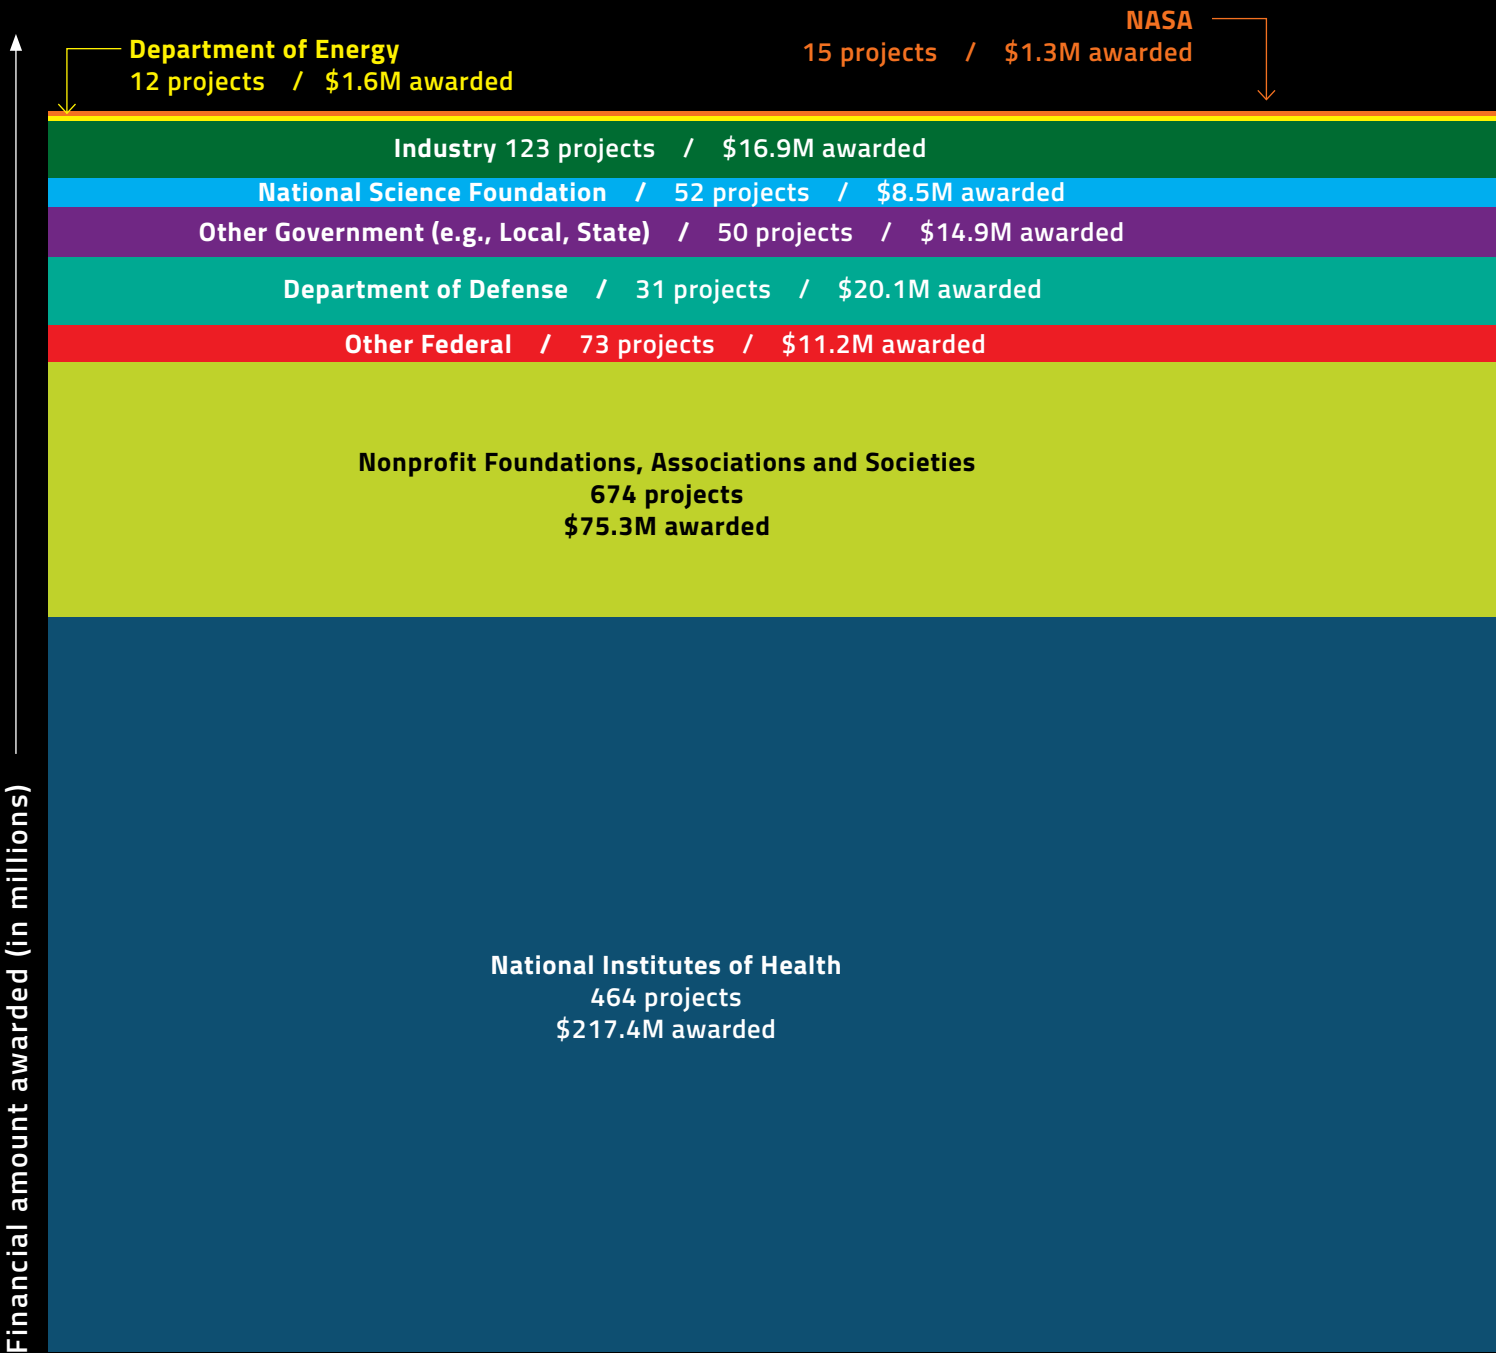 NASA
15 projects / $1.3M awarded
Department of Energy
12 projects / $1.6M awarded
Industry 123 projects / $16.9M awarded
National Science Foundation / 52 projects / $8.5M awarded
Other Government (e.g., Local, State) / 50 projects / $14.9M awarded
Department of Defense / 31 projects / $20.1M awarded
Other Federal / 73 projects / $11.2M awarded
Nonprofit Foundations, Associations and Societies
674 projects
$75.3M awarded
National Institutes of Health
464 projects
$217.4M awarded
Financial amount awarded (in millions)